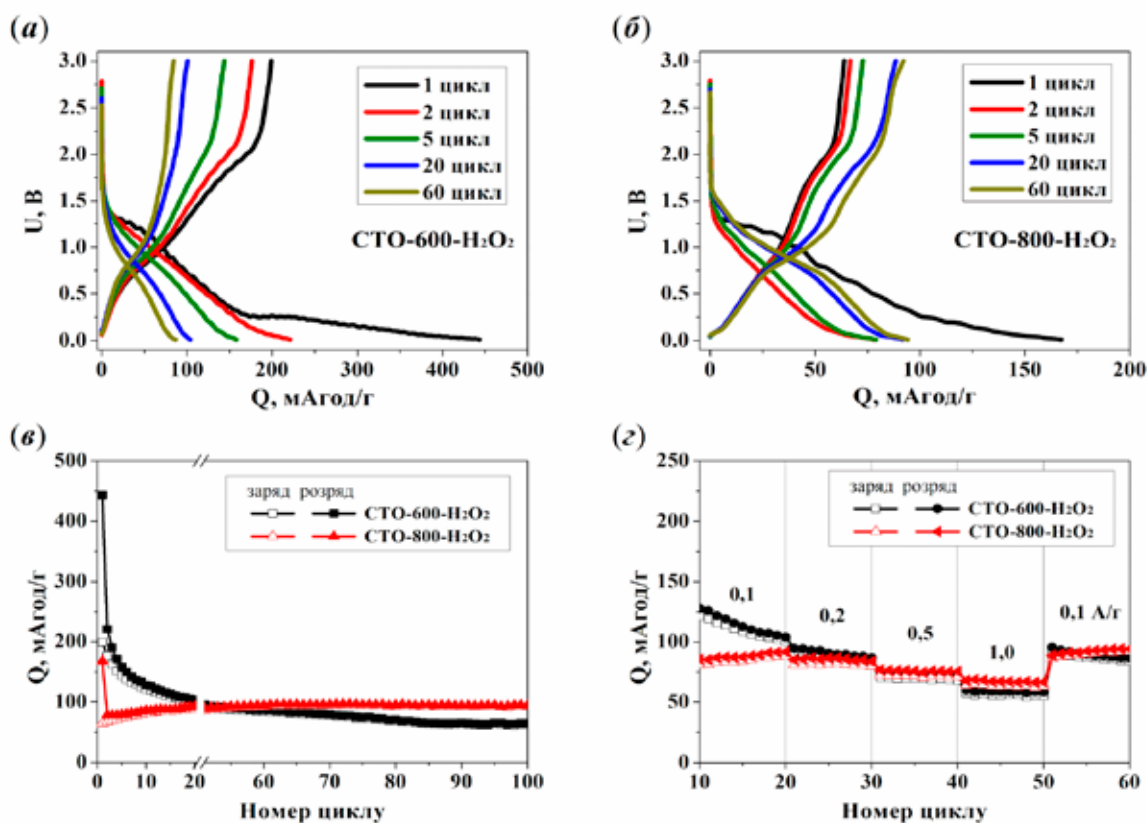 (а)
3.0
2.5
2.0
1.5
1.0
0.5
0.0
U, В
1 цикл
2 цикл
5 цикл
20 цикл
60 цикл
СТО-600-H₂O₂
0 100 200 300 400 500
Q, мАгод/г
(б)
3.0
2.5
2.0
1.5
1.0
0.5
0.0
U, В
1 цикл
2 цикл
5 цикл
20 цикл
60 цикл
СТО-800-H₂O₂
0 50 100 150 200
Q, мАгод/г
(в)
500
400
300
200
100
0
Q, мАгод/г
заряд розряд
СТО-600-H₂O₂
СТО-800-H₂O₂
0 10 20 60 70 80 90 100
Номер циклу
(г)
250
200
150
100
50
0
Q, мАгод/г
заряд розряд
СТО-600-H₂O₂
СТО-800-H₂O₂
0,1 0,2 0,5 1,0 0,1 А/г
10 20 30 40 50 60
Номер циклу